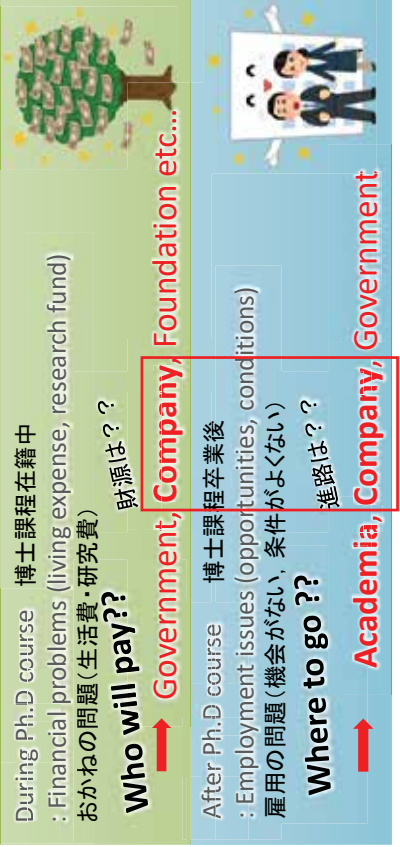 During Ph.D course 博士課程在籍中
: Financial problems (living expense, research fund)
おかねの問題(生活費・研究費)
Who will pay??
財源は??
Government, Company, Foundation etc...
After Ph.D course 博士課程卒業後
: Employment issues (opportunities, conditions)
雇用の問題(機会がない, 条件がよくない)
Where to go ??
進路は??
Academia, Company, Government